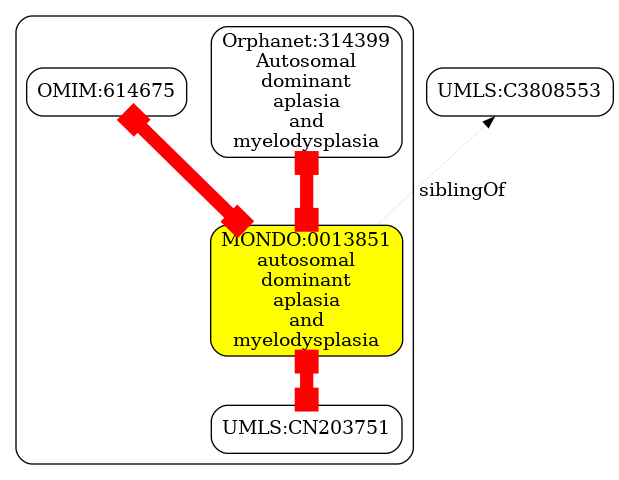 Orphanet:314399
Autosomal
dominant
aplasia
and
myelodysplasia
OMIM:614675
UMLS:C3808553
siblingOf
MONDO:0013851
autosomal
dominant
aplasia
and
myelodysplasia
UMLS:CN203751